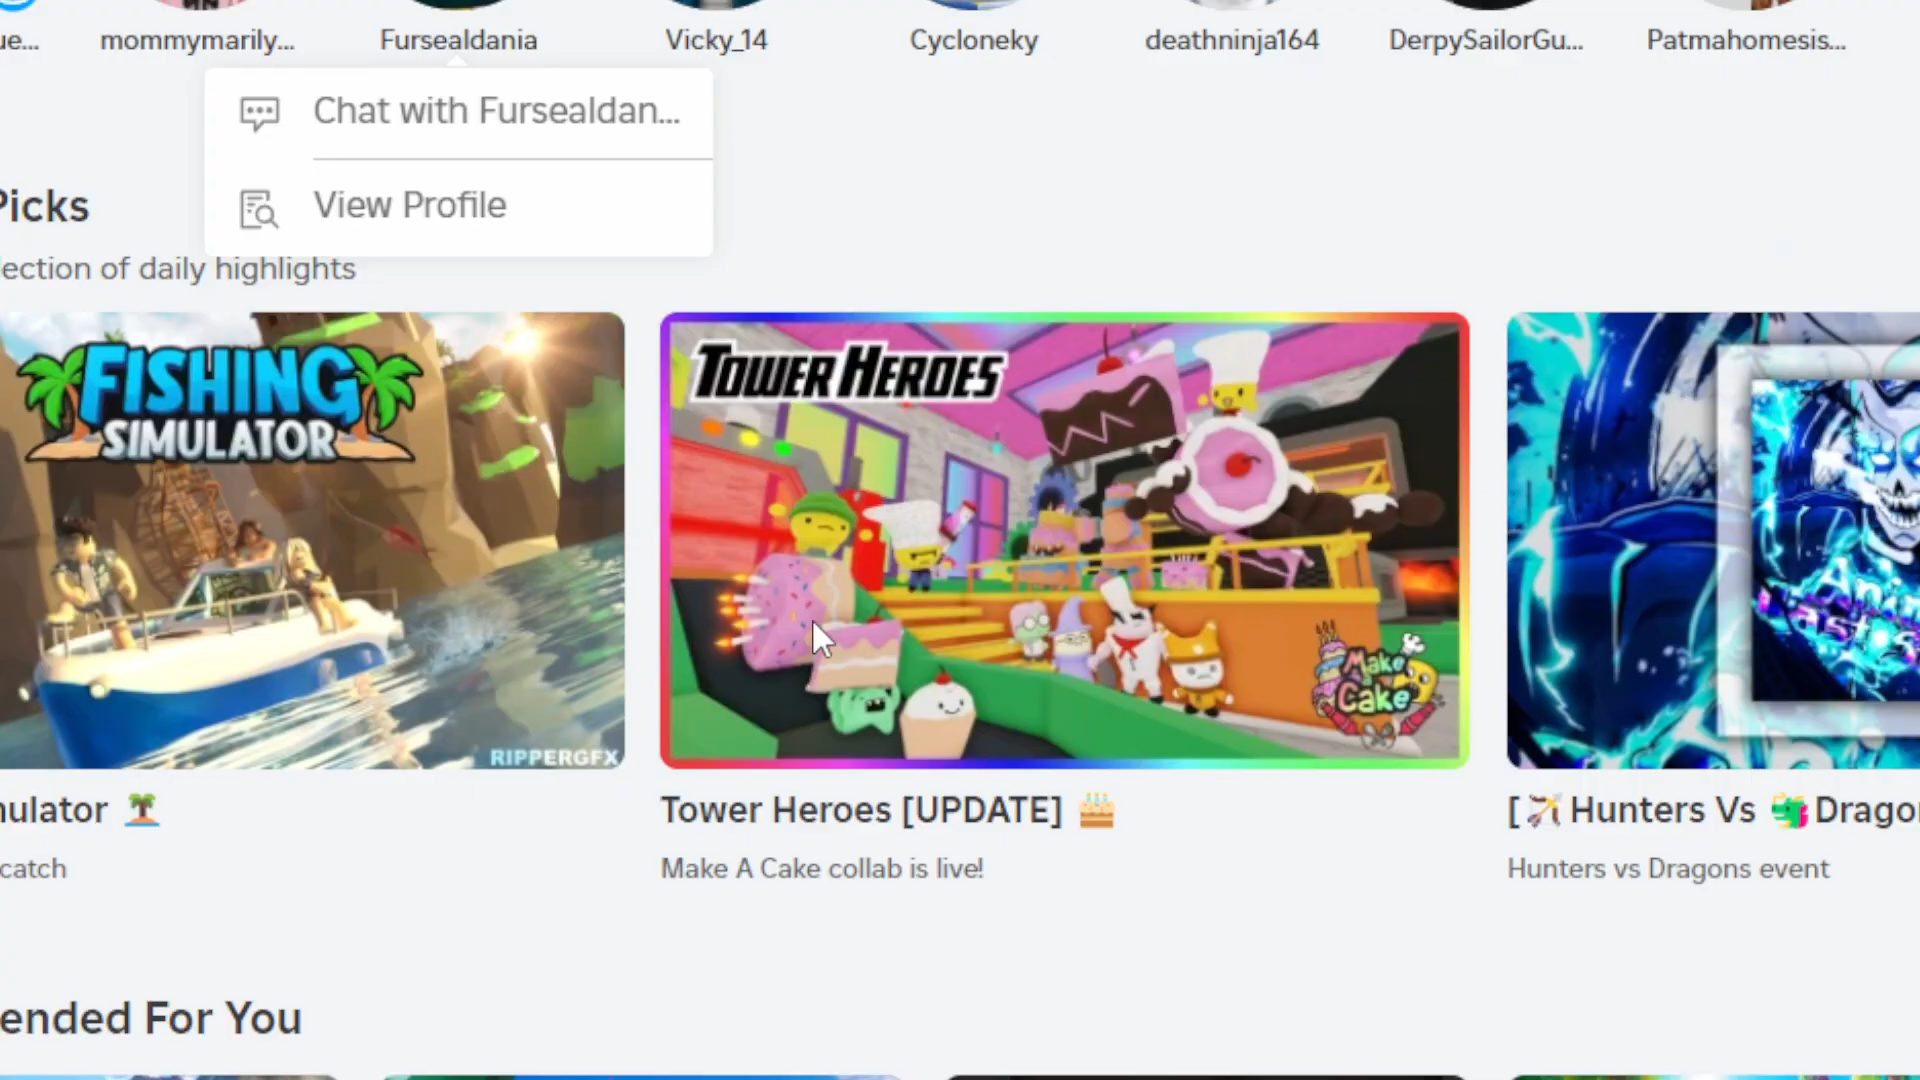 ue... mommymarily... Fursealdania Vicky_14 Cycloneky deathninja164 DerpySailorGu... Patmahomesis...
Chat with Fursealdan...
View Profile
Picks
lection of daily highlights
FISHING
SIMULATOR
RIPPERGFX
TOWER HEROES
Make
a
Cake
mulator 🏝️
catch
Tower Heroes [UPDATE] 🎂
Make A Cake collab is live!
[🏹Hunters Vs 🐲Drago
Hunters vs Dragons event
ended For You